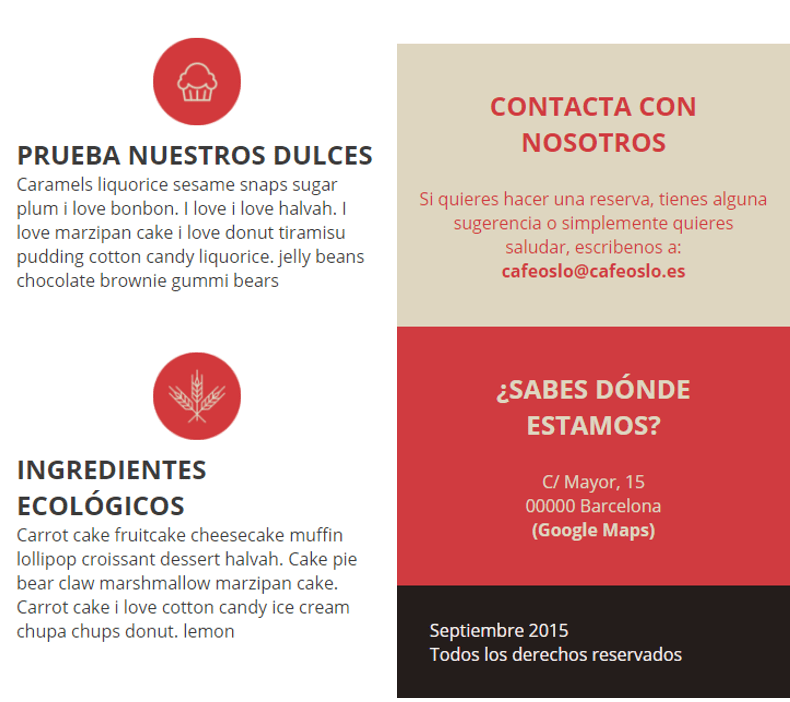 PRUEBA NUESTROS DULCES
Caramels liquorice sesame snaps sugar
plum i love bonbon. I love i love halvah. I
love marzipan cake i love donut tiramisu
pudding cotton candy liquorice. jelly beans
chocolate brownie gummi bears
INGREDIENTES
ECOLÓGICOS
Carrot cake fruitcake cheesecake muffin
lollipop croissant dessert halvah. Cake pie
bear claw marshmallow marzipan cake.
Carrot cake i love cotton candy ice cream
chupa chups donut. lemon
CONTACTA CON
NOSOTROS
Si quieres hacer una reserva, tienes alguna
sugerencia o simplemente quieres
saludar, escribenos a:
cafeoslo@cafeoslo.es
¿SABES DÓNDE
ESTAMOS?
C/ Mayor, 15
00000 Barcelona
(Google Maps)
Septiembre 2015
Todos los derechos reservados